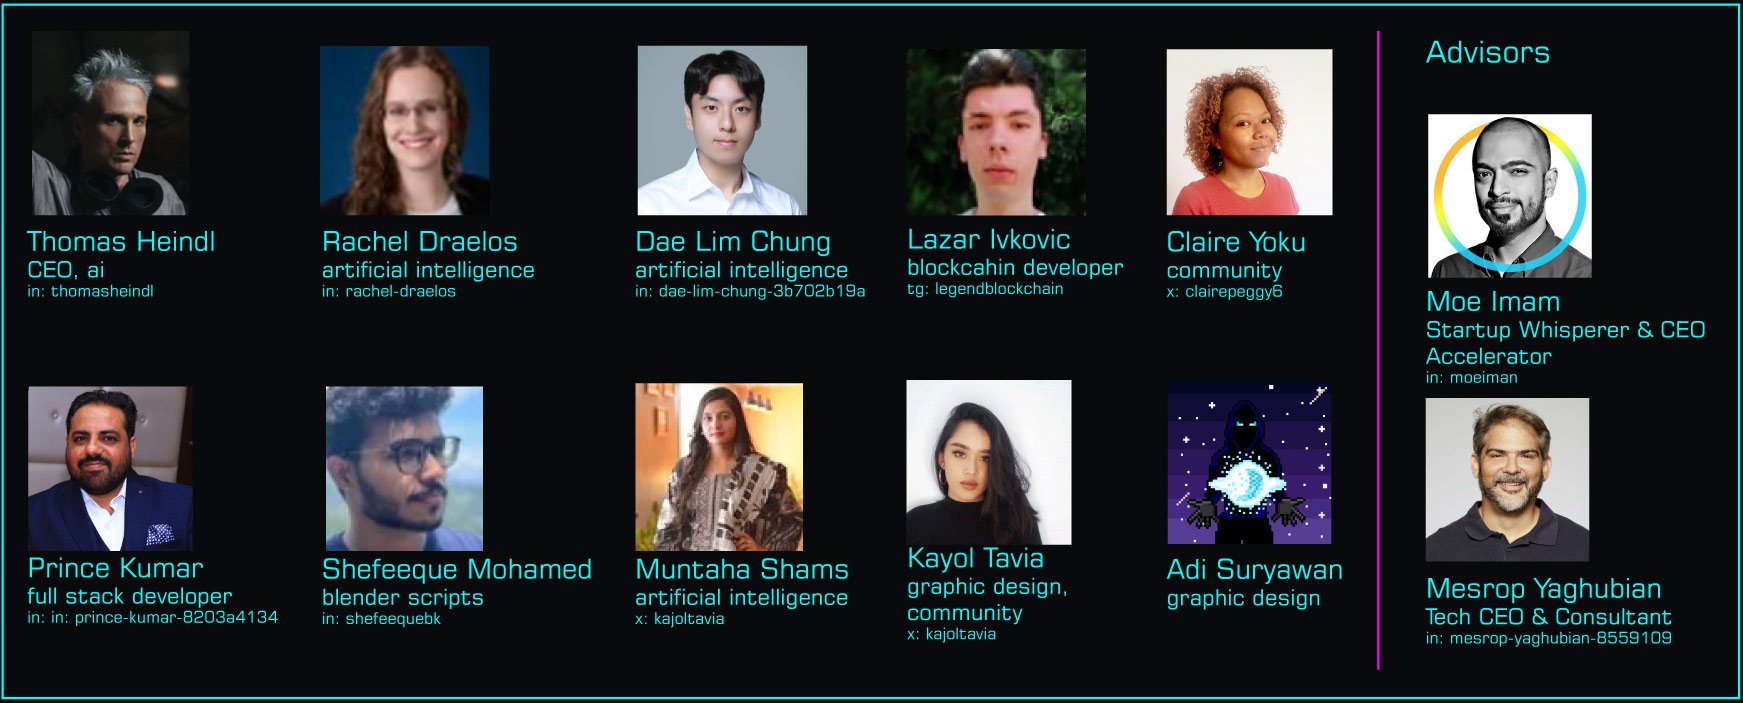 Thomas Heindl
CEO, ai
in: thomasheindl
Rachel Draelos
artificial intelligence
in: rachel-draelos
Dae Lim Chung
artificial intelligence
in: dae-lim-chung-3b702b19a
Lazar Ivkovic
blockcahin developer
tg: legendblockchain
Claire Yoku
community
x: clairepeggy6
Prince Kumar
full stack developer
in: in: prince-kumar-8203a4134
Shefeeque Mohamed
blender scripts
in: shefeequebk
Muntaha Shams
artificial intelligence
x: kajoltavia
Kayol Tavia
graphic design,
community
x: kajoltavia
Adi Suryawan
graphic design
Advisors
Moe Imam
Startup Whisperer & CEO
Accelerator
in: moeiman
Mesrop Yaghubian
Tech CEO & Consultant
in: mesrop-yaghubian-8559109